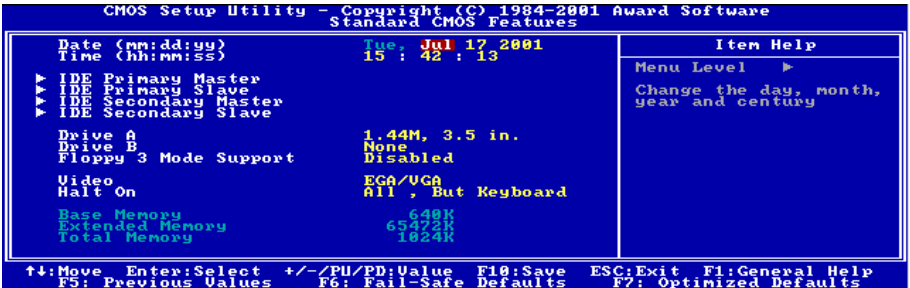 CMOS Setup Utility - Copyright (C) 1984-2001 Award Software
Standard CMOS Features
Date (mm:dd:yy) Tue, Jul 17 2001
Time (hh:mm:ss) 15 : 42 : 13
► IDE Primary Master
► IDE Primary Slave
► IDE Secondary Master
► IDE Secondary Slave
Drive A 1.44M, 3.5 in.
Drive B None
Floppy 3 Mode Support Disabled
Video EGA/VGA
Halt On All , But Keyboard
Base Memory 640K
Extended Memory 65472K
Total Memory 1024K
Item Help
Menu Level ►
Change the day, month,
year and century
↑↓:Move Enter:Select +/-/PU/PD:Value F10:Save ESC:Exit F1:General Help
F5: Previous Values F6: Fail-Safe Defaults F7: Optimized Defaults